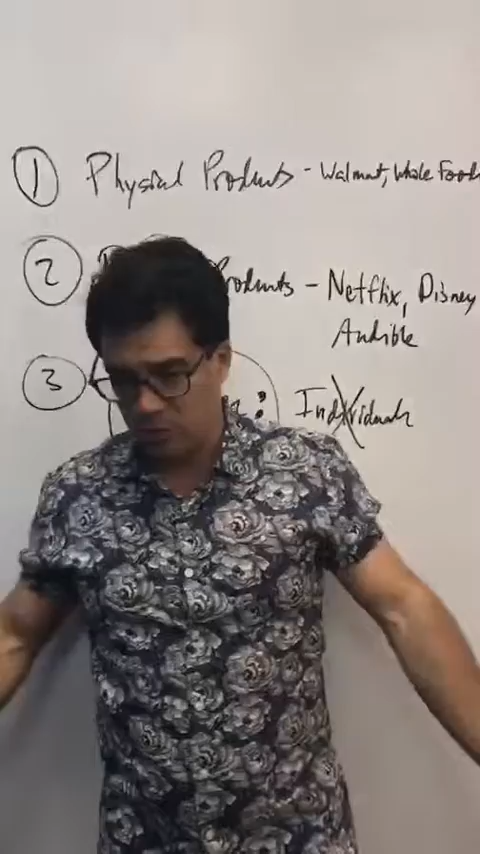 1 Physical Products - Walmart, Whole Foods
2 Products - Netflix, Disney
Audible
3 : Individuals